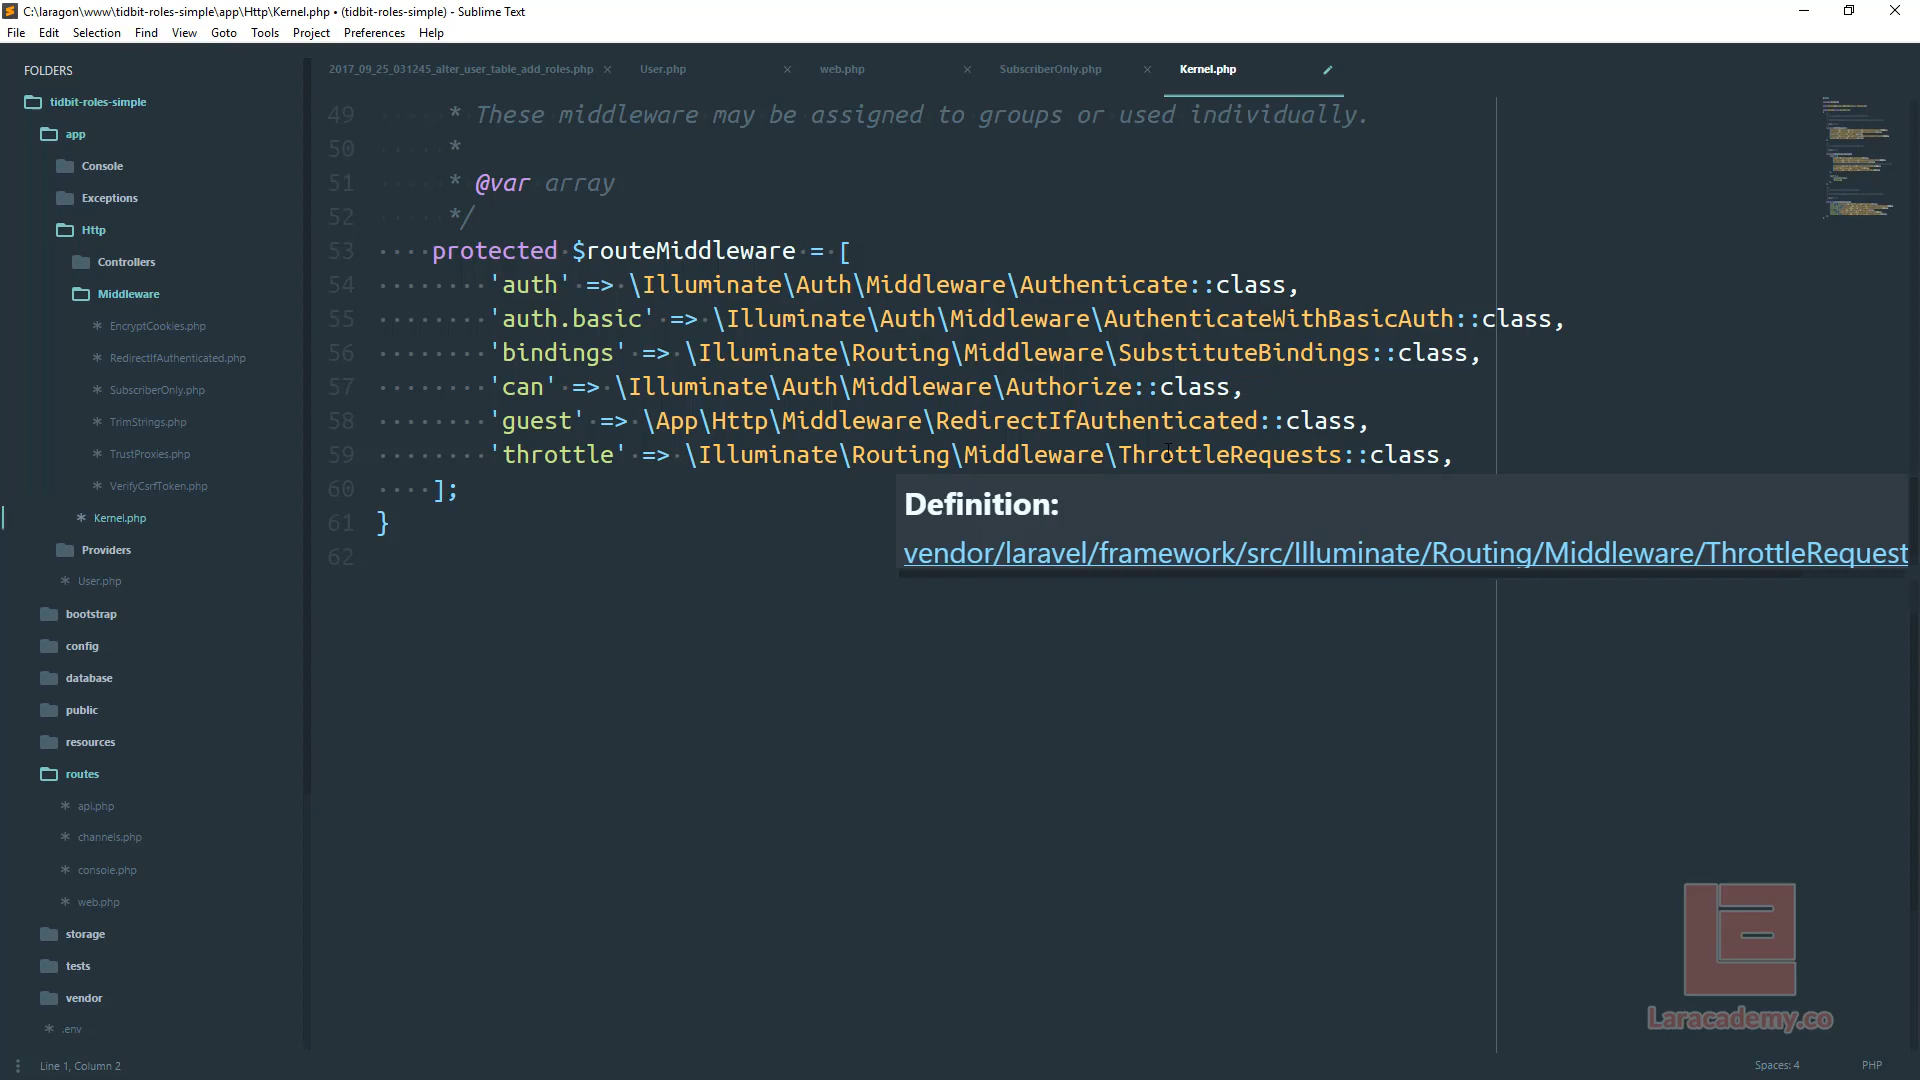 C:\laragon\www\tidbit-roles-simple\app\Http\Kernel.php • (tidbit-roles-simple) - Sublime Text
File Edit Selection Find View Goto Tools Project Preferences Help
FOLDERS
tidbit-roles-simple
app
Console
Exceptions
Http
Controllers
Middleware
EncryptCookies.php
RedirectIfAuthenticated.php
SubscriberOnly.php
TrimStrings.php
TrustProxies.php
VerifyCsrfToken.php
Kernel.php
Providers
User.php
bootstrap
config
database
public
resources
routes
api.php
channels.php
console.php
web.php
storage
tests
vendor
.env
2017_09_25_031245_alter_user_table_add_roles.php User.php web.php SubscriberOnly.php Kernel.php
49 * These middleware may be assigned to groups or used individually.
50 *
51 * @var array
52 */
53 protected $routeMiddleware = [
54 'auth' => \Illuminate\Auth\Middleware\Authenticate::class,
55 'auth.basic' => \Illuminate\Auth\Middleware\AuthenticateWithBasicAuth::class,
56 'bindings' => \Illuminate\Routing\Middleware\SubstituteBindings::class,
57 'can' => \Illuminate\Auth\Middleware\Authorize::class,
58 'guest' => \App\Http\Middleware\RedirectIfAuthenticated::class,
59 'throttle' => \Illuminate\Routing\Middleware\ThrottleRequests::class,
60 ];
61 }
62
Definition:
vendor/laravel/framework/src/Illuminate/Routing/Middleware/ThrottleRequest
Laracademy.co
Line 1, Column 2
Spaces: 4 PHP